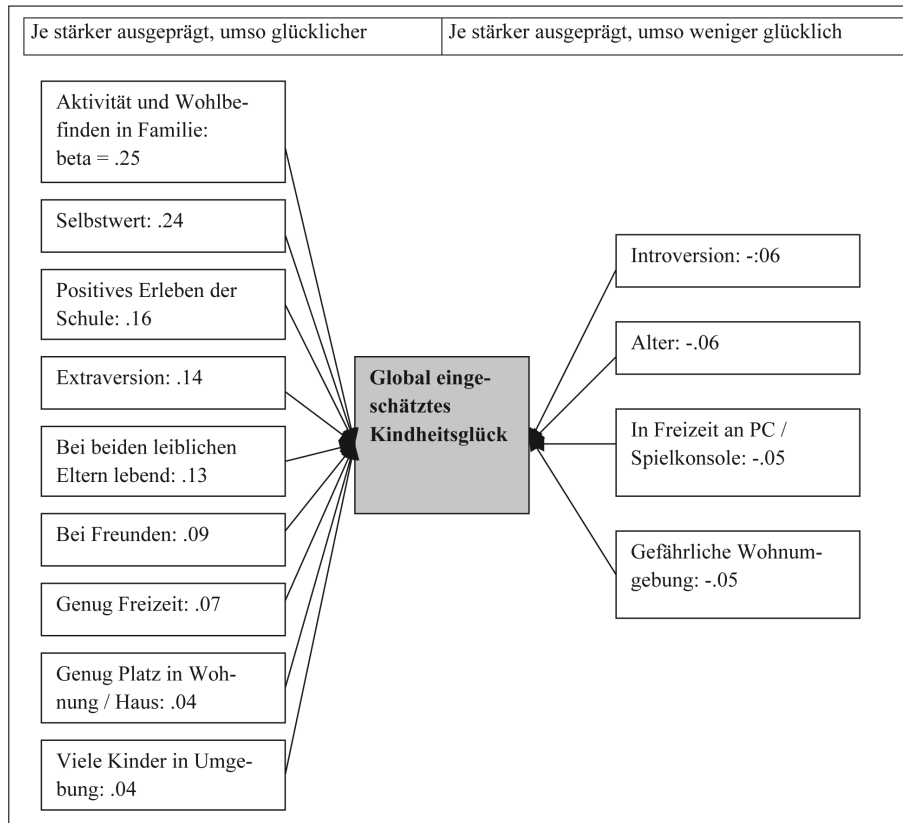 Je stärker ausgeprägt, umso glücklicher
Je stärker ausgeprägt, umso weniger glücklich
Aktivität und Wohlbe-
finden in Familie:
beta = .25
Selbstwert: .24
Positives Erleben der
Schule: .16
Extraversion: .14
Bei beiden leiblichen
Eltern lebend: .13
Bei Freunden: .09
Genug Freizeit: .07
Genug Platz in Woh-
nung / Haus: .04
Viele Kinder in Umge-
bung: .04
Global einge-
schätztes
Kindheitsglück
Introversion: -:06
Alter: -.06
In Freizeit an PC /
Spielkonsole: -.05
Gefährliche Wohnum-
gebung: -.05